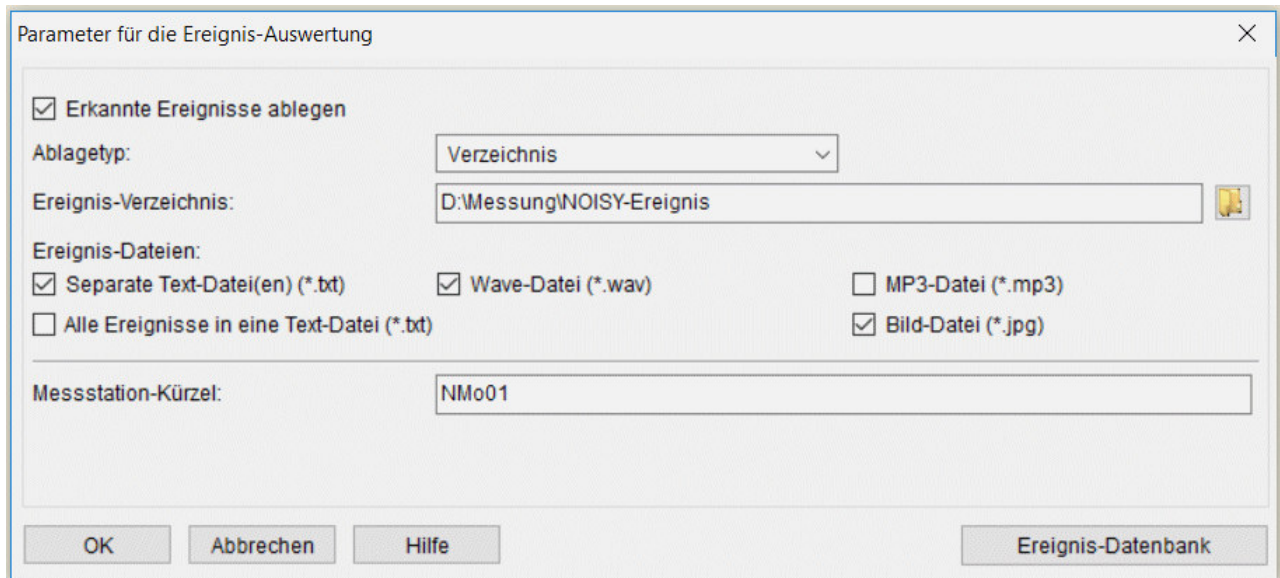 Parameter für die Ereignis-Auswertung
Erkannte Ereignisse ablegen
Ablagetyp: Verzeichnis
Ereignis-Verzeichnis: D:\Messung\NOISY-Ereignis
Ereignis-Dateien:
Separate Text-Datei(en) (*.txt) Wave-Datei (*.wav) MP3-Datei (*.mp3)
Alle Ereignisse in eine Text-Datei (*.txt) Bild-Datei (*.jpg)
Messstation-Kürzel: NMo01
OK Abbrechen Hilfe Ereignis-Datenbank